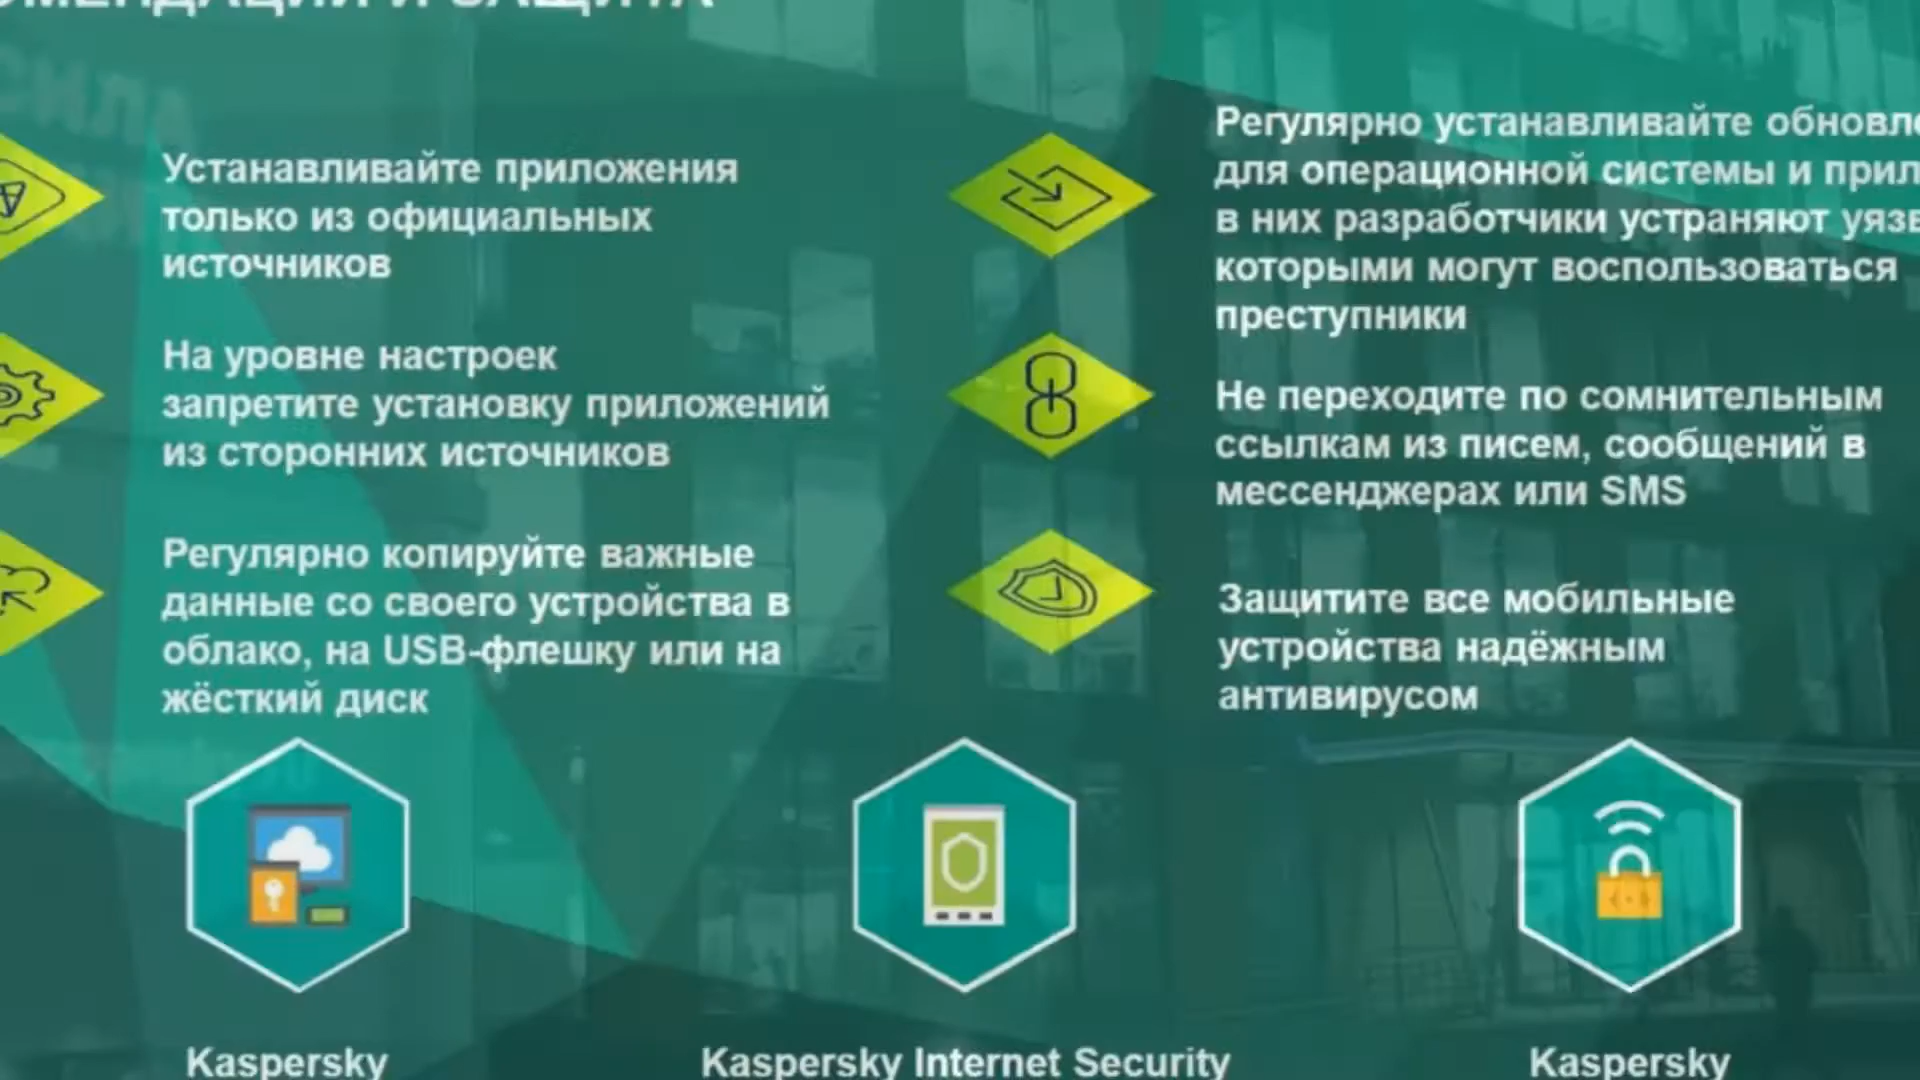 Устанавливайте приложения
только из официальных
источников
На уровне настроек
запретите установку приложений
из сторонних источников
Регулярно копируйте важные
данные со своего устройства в
облако, на USB-флешку или на
жёсткий диск
Регулярно устанавливайте
для операционной системы и
в них разработчики устраняют
которыми могут воспользоваться
преступники
Не переходите по сомнительным
ссылкам из писем, сообщений в
мессенджерах или SMS
Защитите все мобильные
устройства надёжным
антивирусом
Kaspersky
Kaspersky Internet Security
Kaspersky